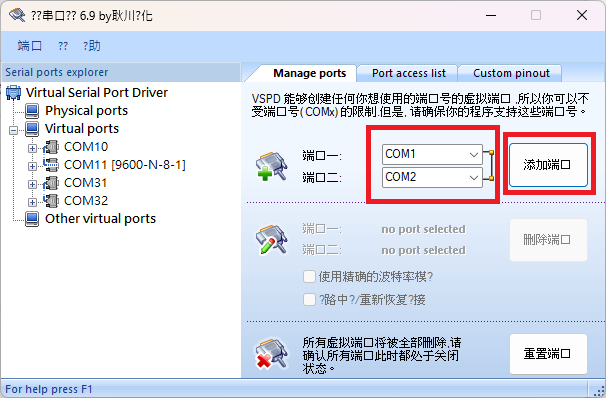 ??串口?? 6.9 by耿川?化
端口 ?? ?助
Serial ports explorer
Virtual Serial Port Driver
Physical ports
Virtual ports
COM10
COM11 [9600-N-8-1]
COM31
COM32
Other virtual ports
Manage ports Port access list Custom pinout
VSPD 能够创建任何你想使用的端口号的虚拟端口 ,所以你可以不
受端口号(COMx) 的限制.但是, 请确保你的程序支持这些端口号。
端口一: COM1
端口二: COM2
添加端口
端口一: no port selected
端口二: no port selected
删除端口
使用精确的波特率模?
?路中?/重新恢复?接
所有虚拟端口将被全部删除,请
确认所有端口此时都处于关闭
状态。
重置端口
For help press F1